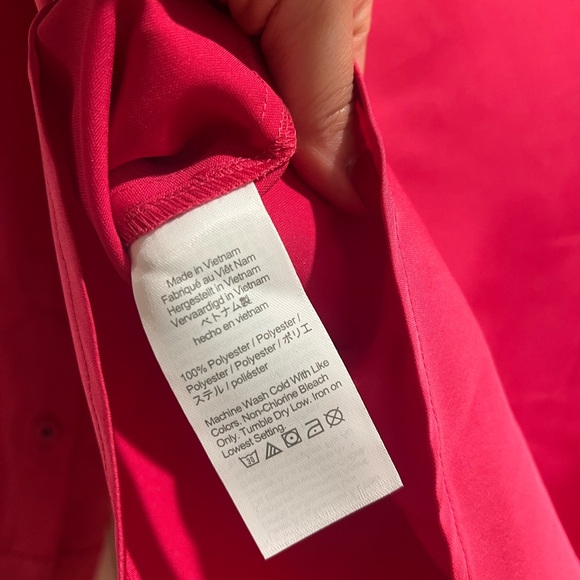 Made in Vietnam
Fabriqué au Viêt Nam
Hergestellt in Vietnam
Vervaardigd in Vietnam
ベトナム製
hecho en vietnam
100% Polyester / Polyester /
Polyester / Polyester / ポリエ
ステル / poliéster
Machine Wash Cold With Like
Colors. Non-Chlorine Bleach
Only. Tumble Dry Low. Iron on
Lowest Setting.
30